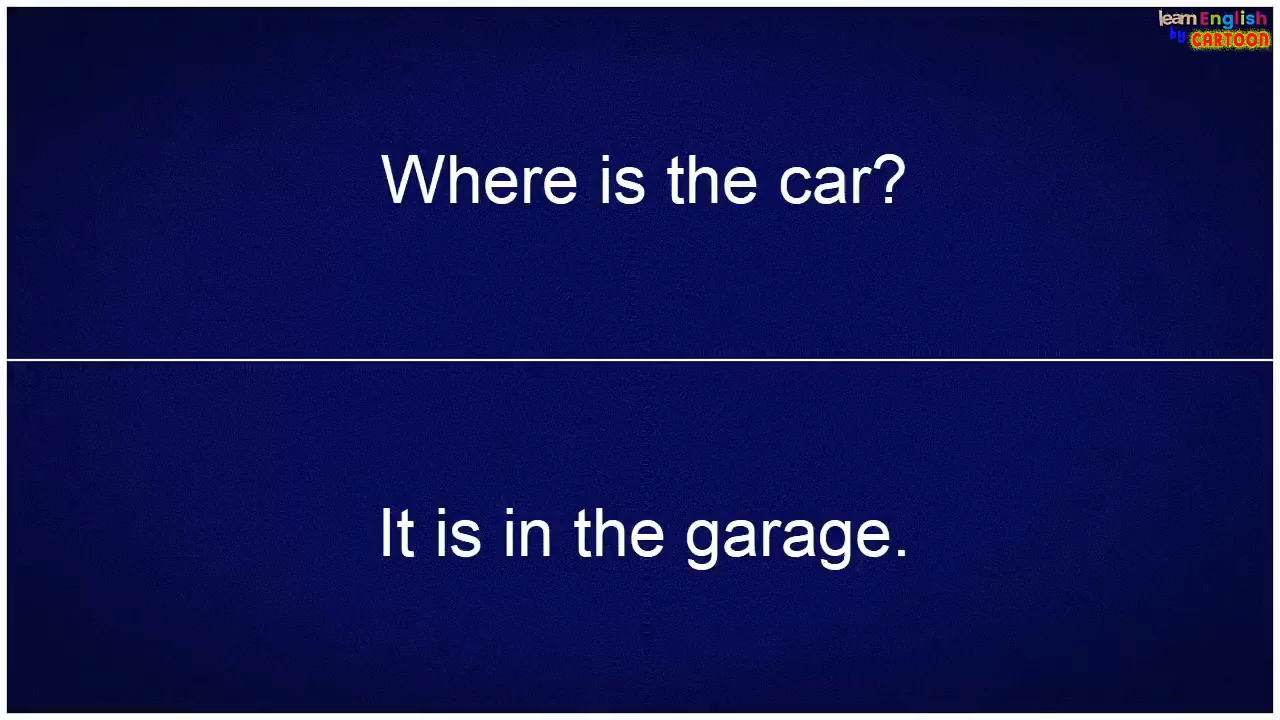 learn English
by CARTOON
Where is the car?
It is in the garage.